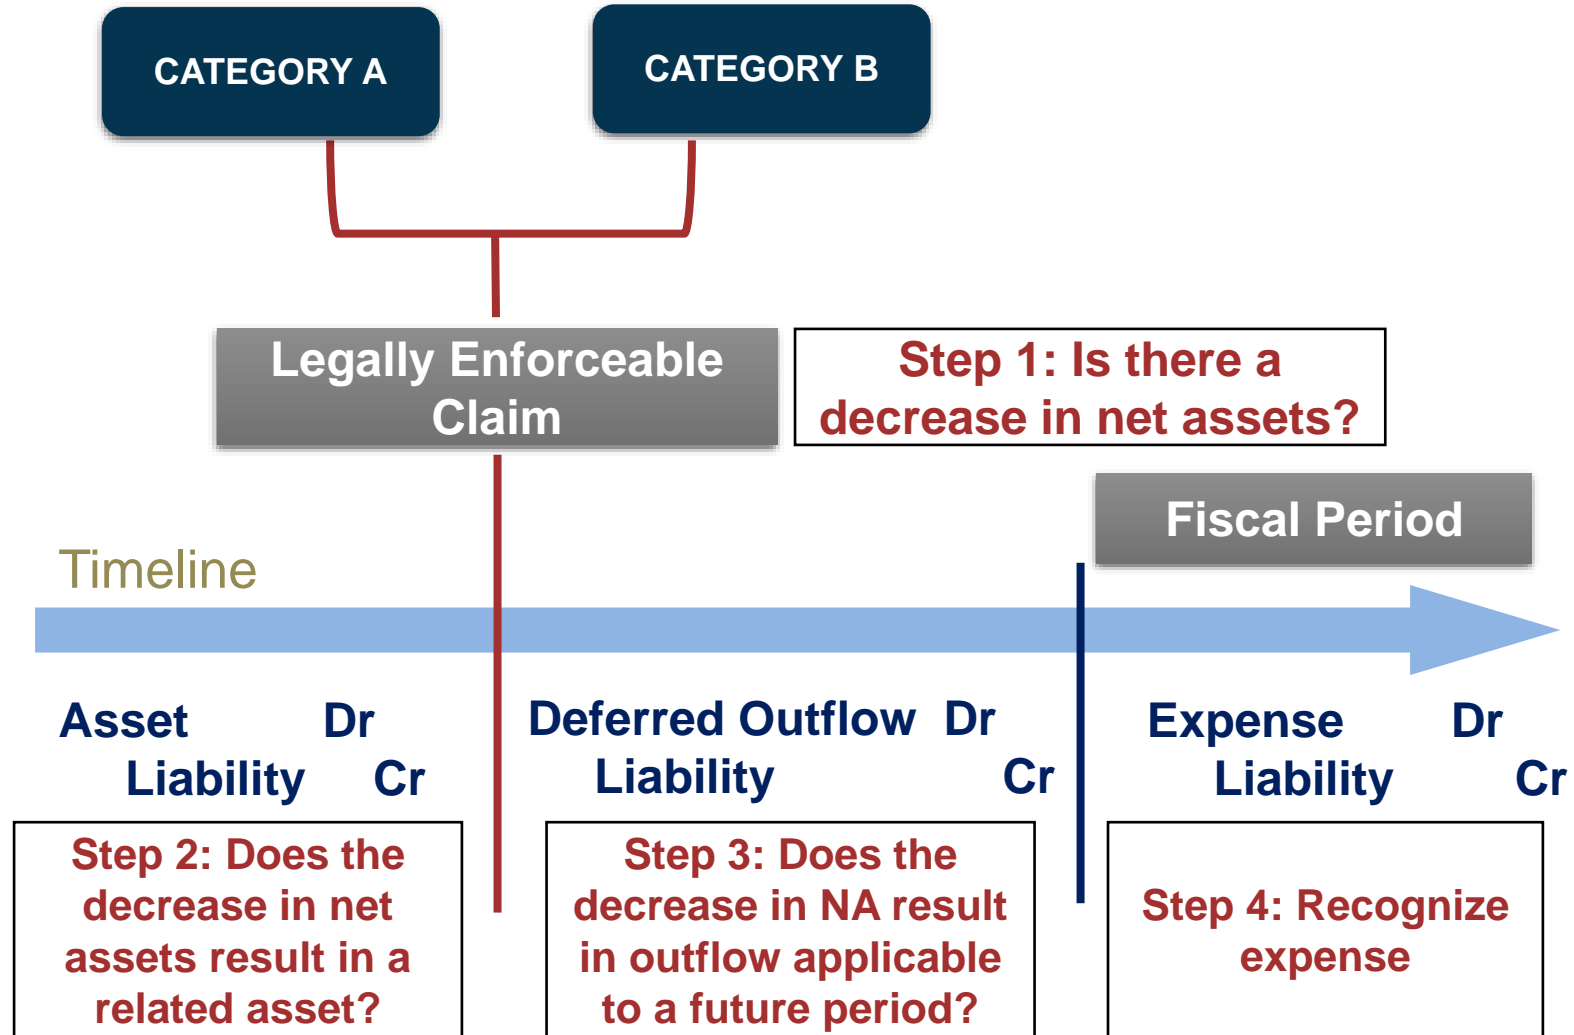 CATEGORY A
CATEGORY B
Legally Enforceable
Claim
Step 1: Is there a
decrease in net assets?
Fiscal Period
Timeline
Asset Dr
Liability Cr
Deferred Outflow Dr
Liability Cr
Expense Dr
Liability Cr
Step 2: Does the
decrease in net
assets result in a
related asset?
Step 3: Does the
decrease in NA result
in outflow applicable
to a future period?
Step 4: Recognize
expense